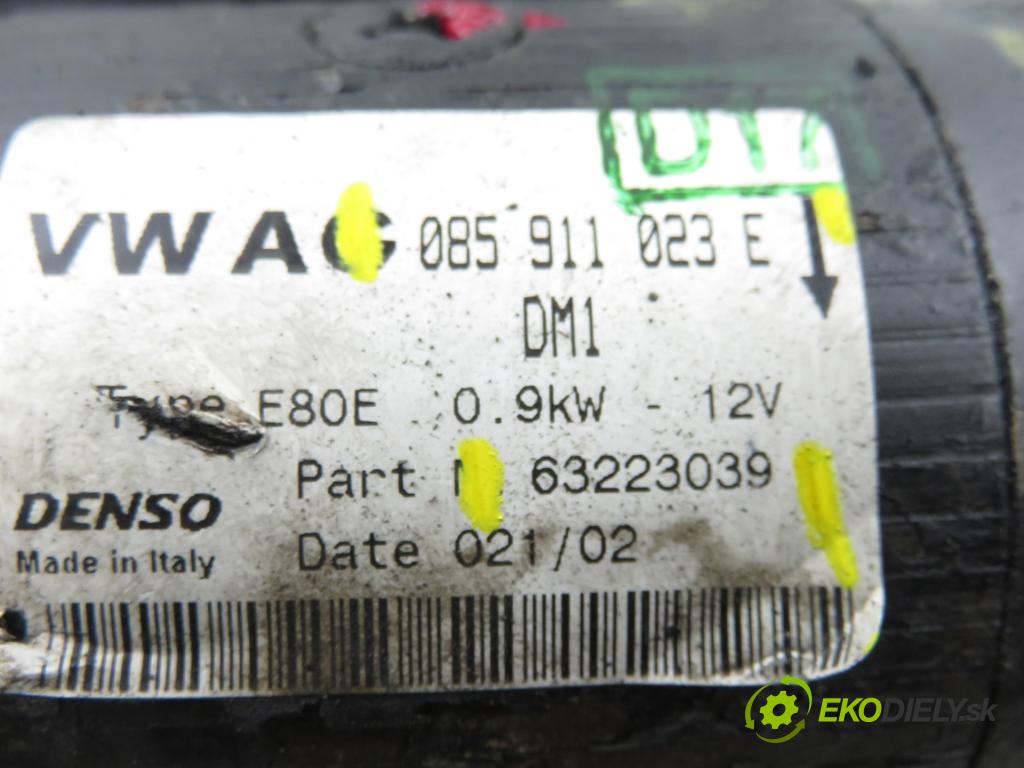 VW AG 085 911 023 E
DM1
Type E80E 0.9kW - 12V
Part N 63223039
DENSO
Date 021/02
Made in Italy
EKODIELY.sk